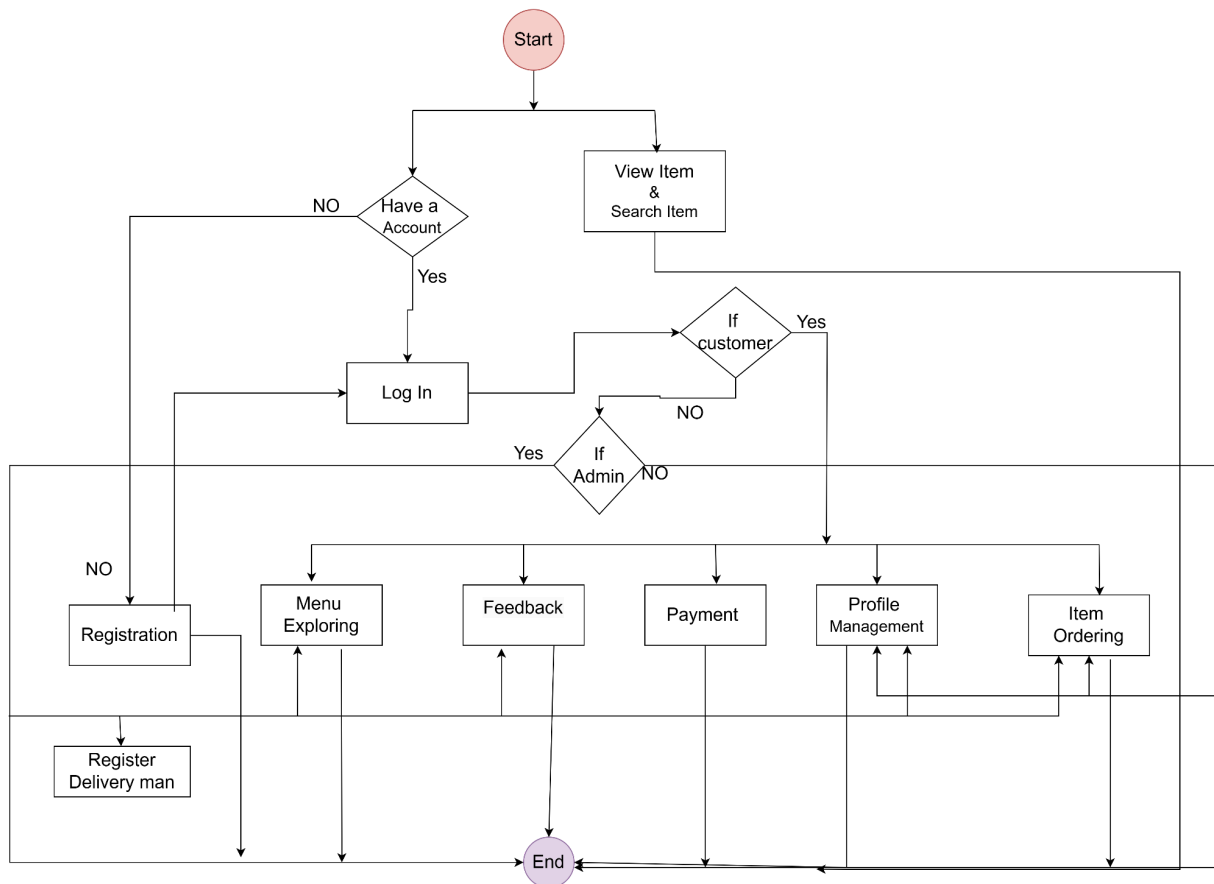 Start
View Item
&
Search Item
NO
Have a
Account
Yes
If
customer
Yes
Log In
NO
Yes
If
Admin
NO
NO
Registration
Menu
Exploring
Feedback
Payment
Profile
Management
Item
Ordering
Register
Delivery man
End